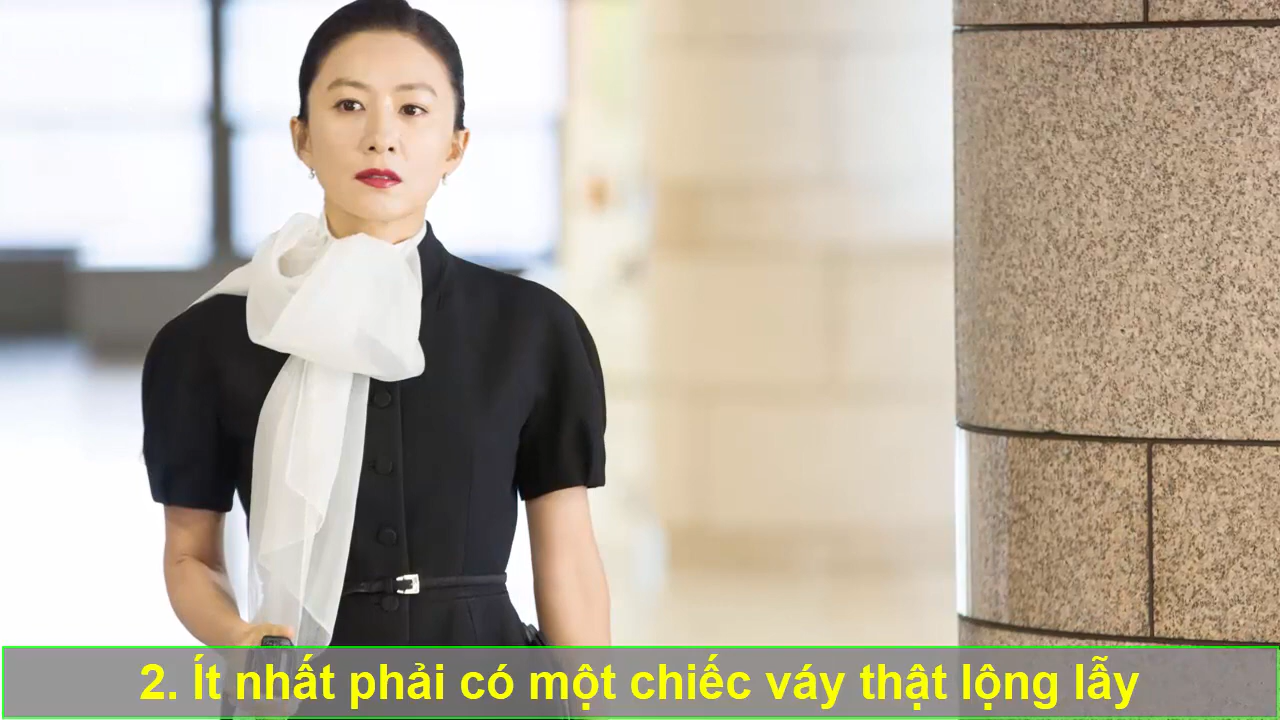 2. Ít nhất phải có một chiếc váy thật lộng lẫy